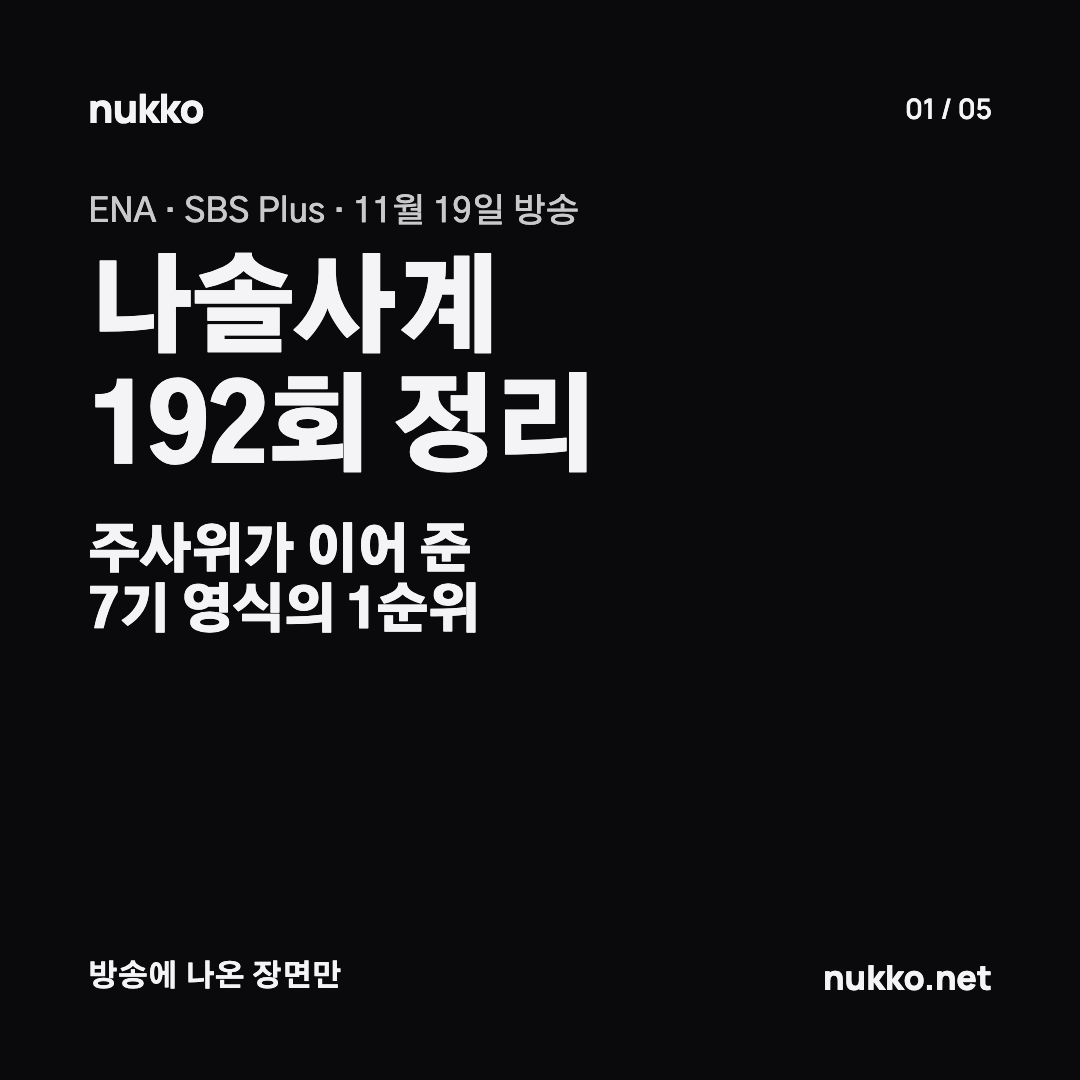 nukko
01 / 05
ENA · SBS Plus · 11월 19일 방송
나솔사계
192회 정리
주사위가 이어 준
7기 영식의 1순위
방송에 나온 장면만
nukko.net